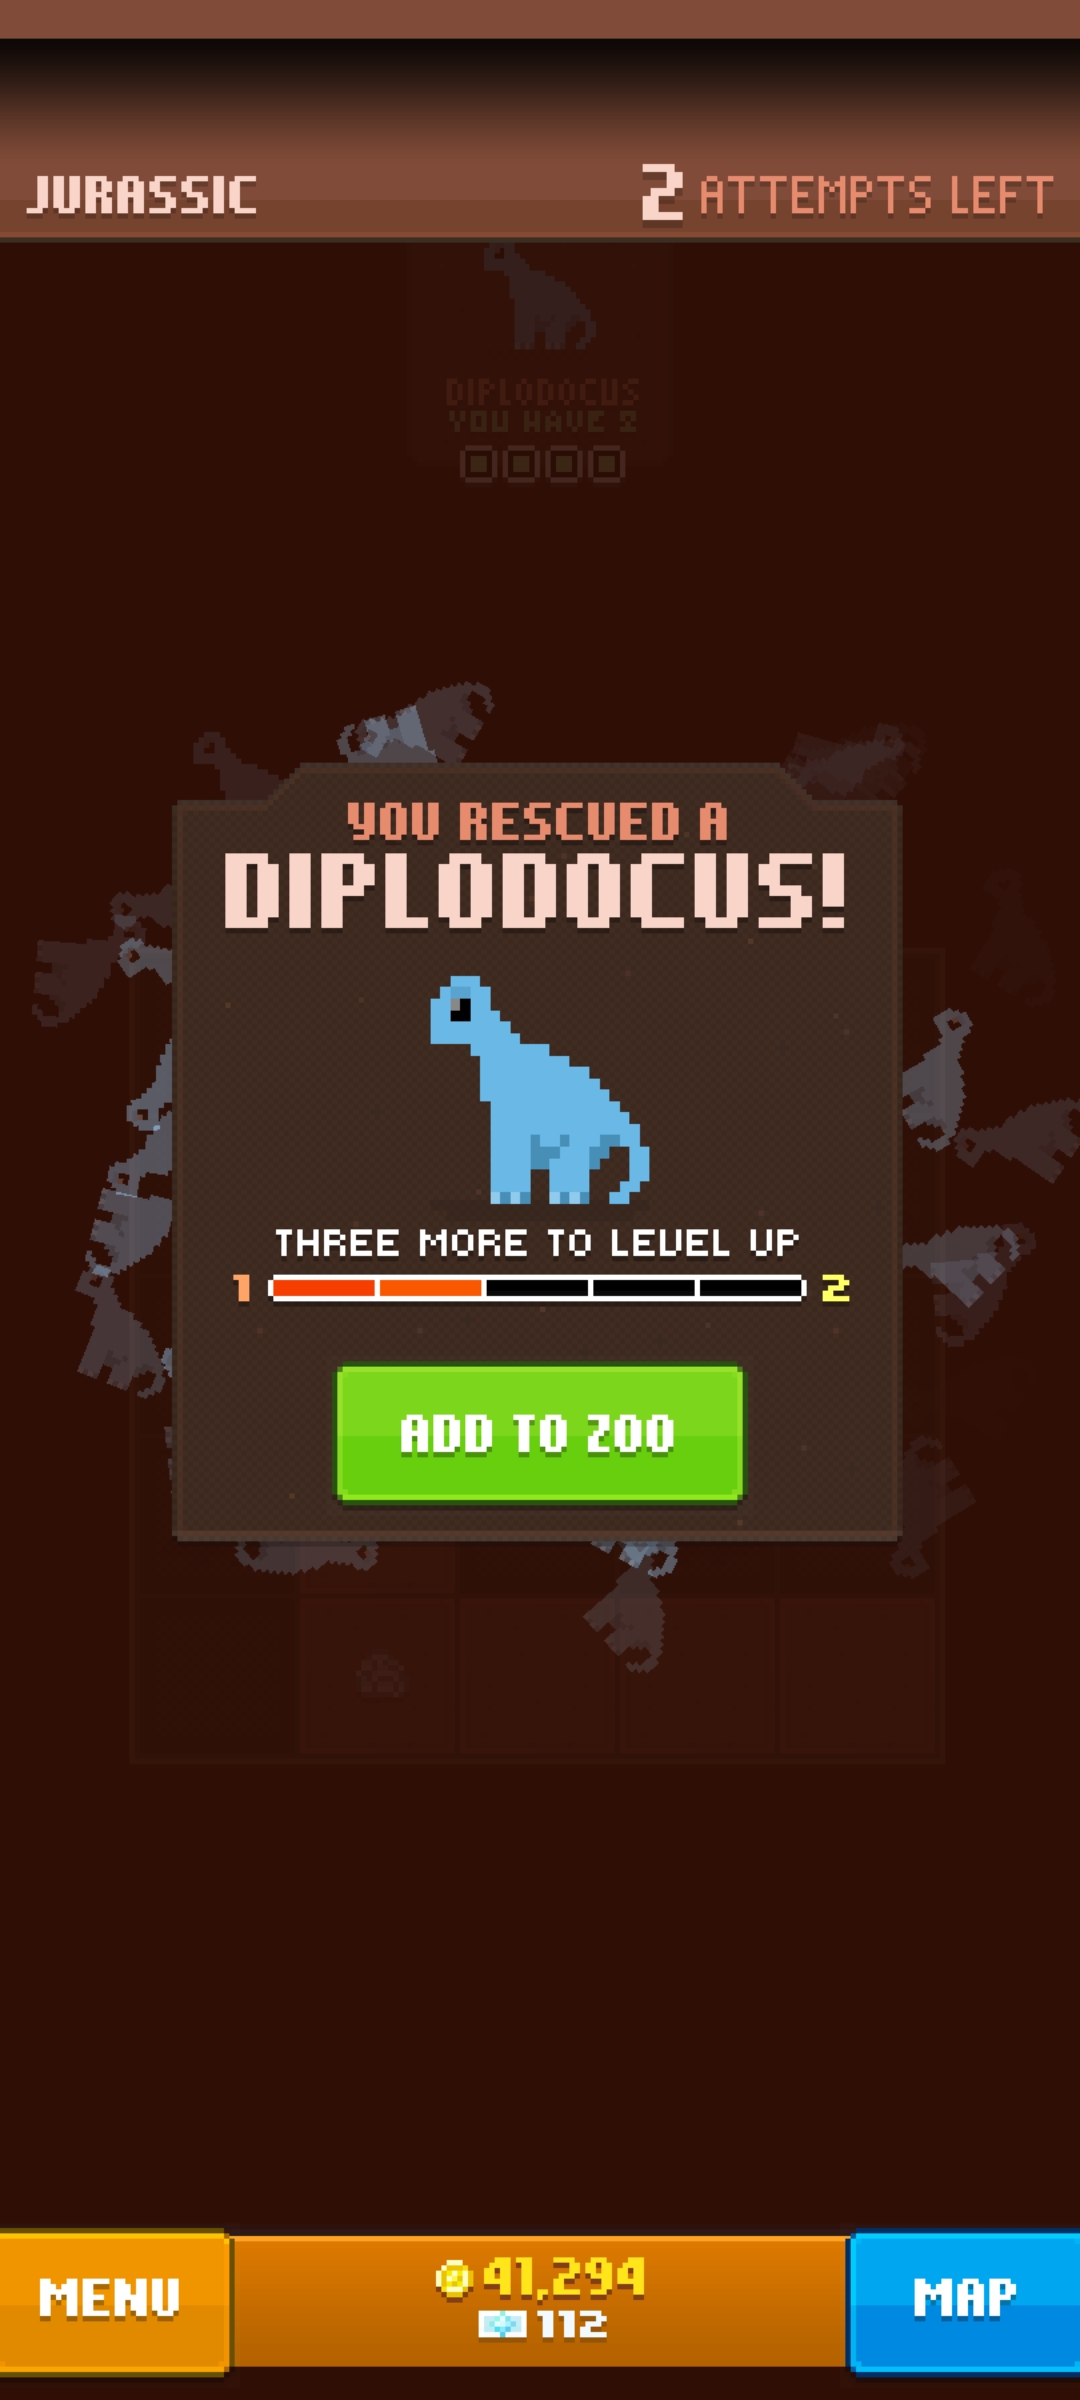 JURASSIC
2 ATTEMPTS LEFT
DIPLODOCUS
YOU HAVE 2
YOU RESCUED A
DIPLODOCUS!
THREE MORE TO LEVEL UP
1 2
ADD TO ZOO
MENU
41,294
112
MAP